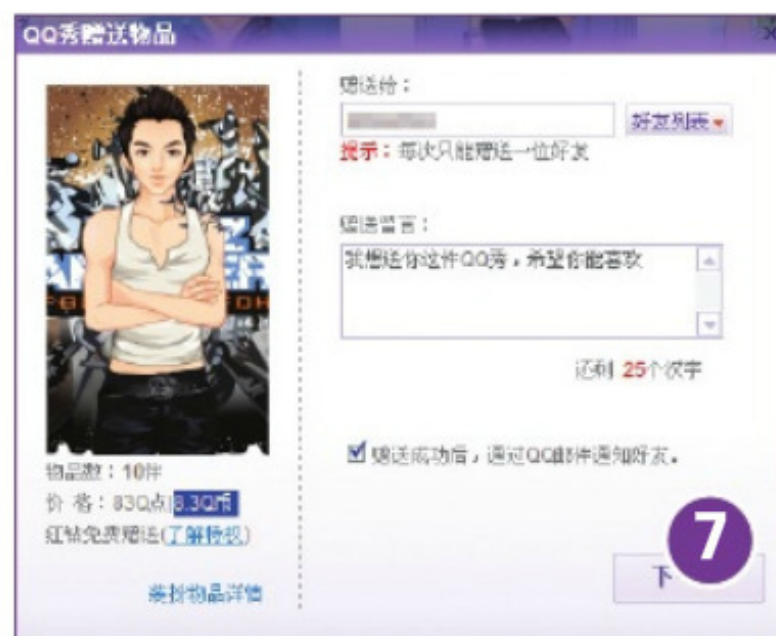 QQ秀赠送物品
赠送给：
好友列表
提示：每次只能赠送一位好友
赠送留言：
我想送你这件QQ秀，希望你能喜欢
还剩 25个汉字
赠送成功后，通过QQ邮件通知好友。
物品数：10件
价 格：83Q点|8.3Q币
红钻免费赠送(了解特权)
装扮物品详情
下
7